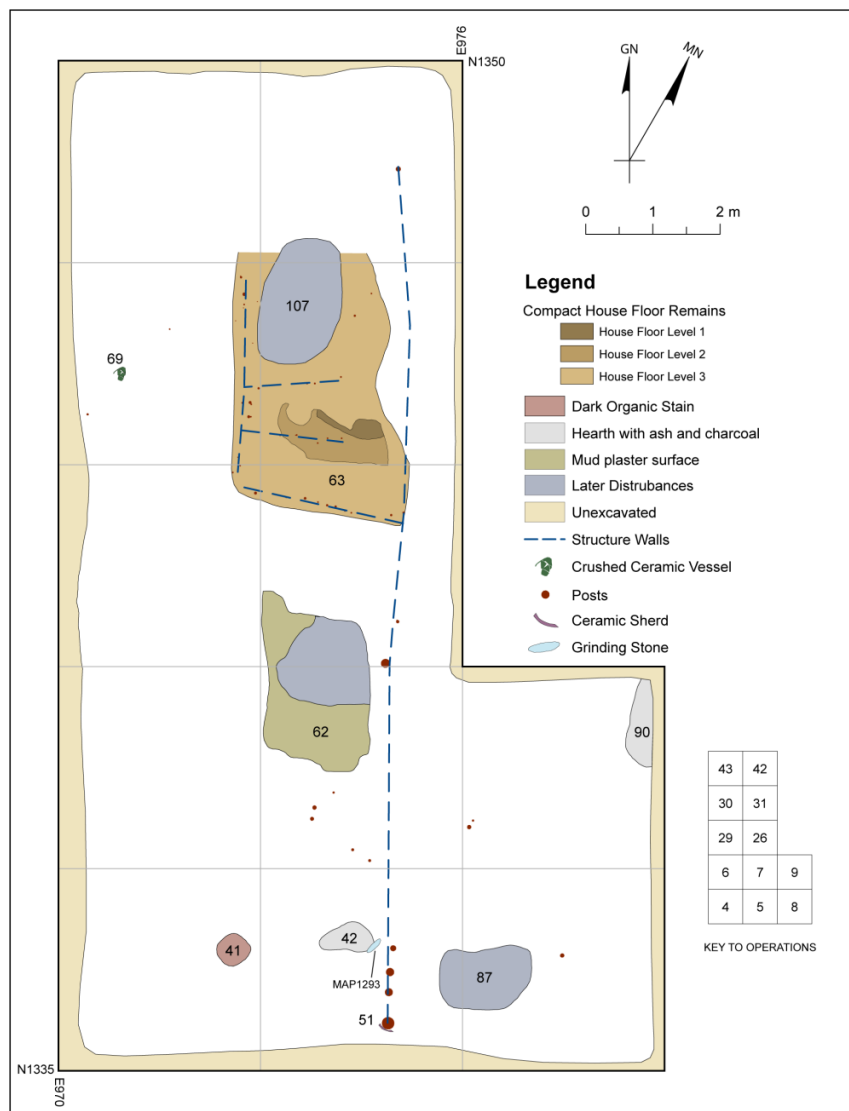 E976
N1350
GN
MN
0 1 2 m
107
69
63
62
90
41
42
MAP1293
87
51
N1335
E970
Legend
Compact House Floor Remains
House Floor Level 1
House Floor Level 2
House Floor Level 3
Dark Organic Stain
Hearth with ash and charcoal
Mud plaster surface
Later Distrubances
Unexcavated
Structure Walls
Crushed Ceramic Vessel
Posts
Ceramic Sherd
Grinding Stone
43 42
30 31
29 26
6 7 9
4 5 8
KEY TO OPERATIONS